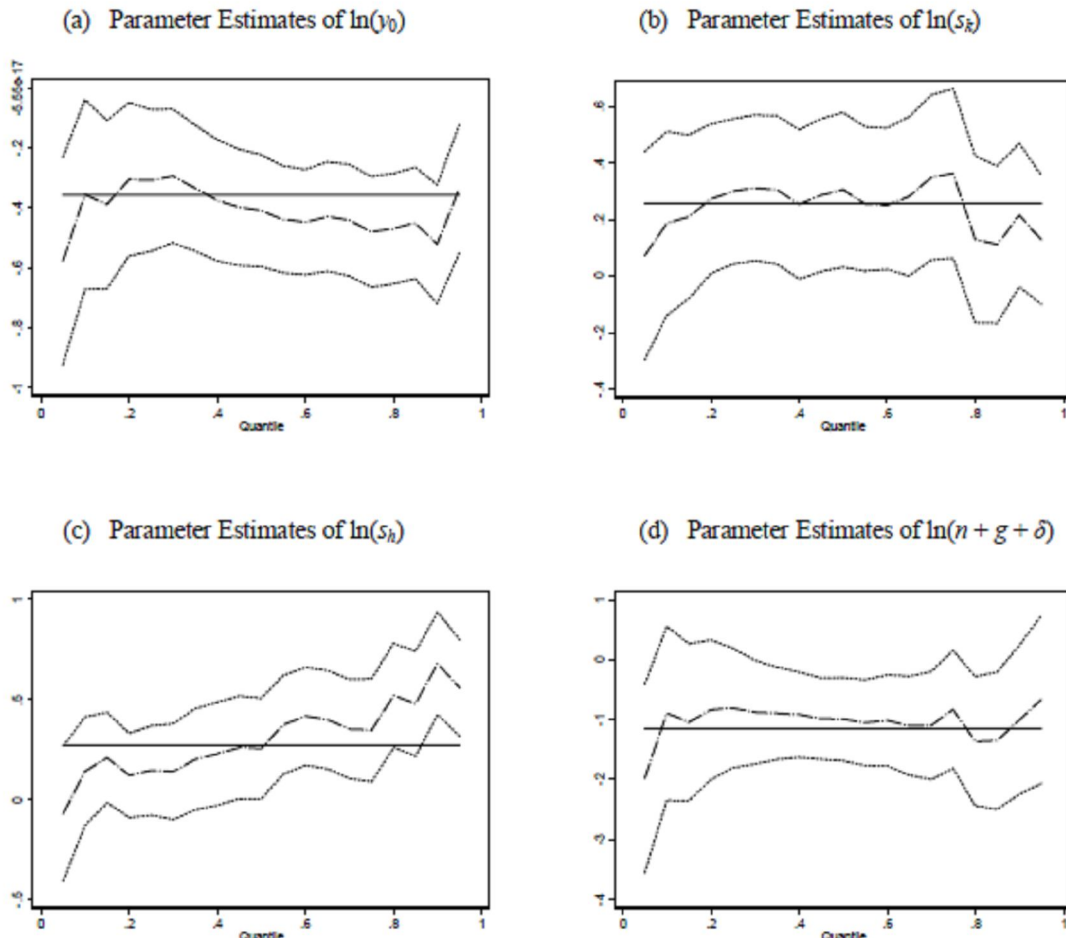 (a) Parameter Estimates of ln(y₀)
(b) Parameter Estimates of ln(sₖ)
-5.55e-17
-.2
-.4
-.6
-.8
-1
0 .2 .4 .6 .8 1
Quantile
.6
.4
.2
0
-.2
-.4
0 .2 .4 .6 .8 1
Quantile
(c) Parameter Estimates of ln(sₕ)
(d) Parameter Estimates of ln(n + g + δ)
1
.5
0
-.5
0 .2 .4 .6 .8 1
Quantile
1
0
-1
-2
-3
-4
0 .2 .4 .6 .8 1
Quantile